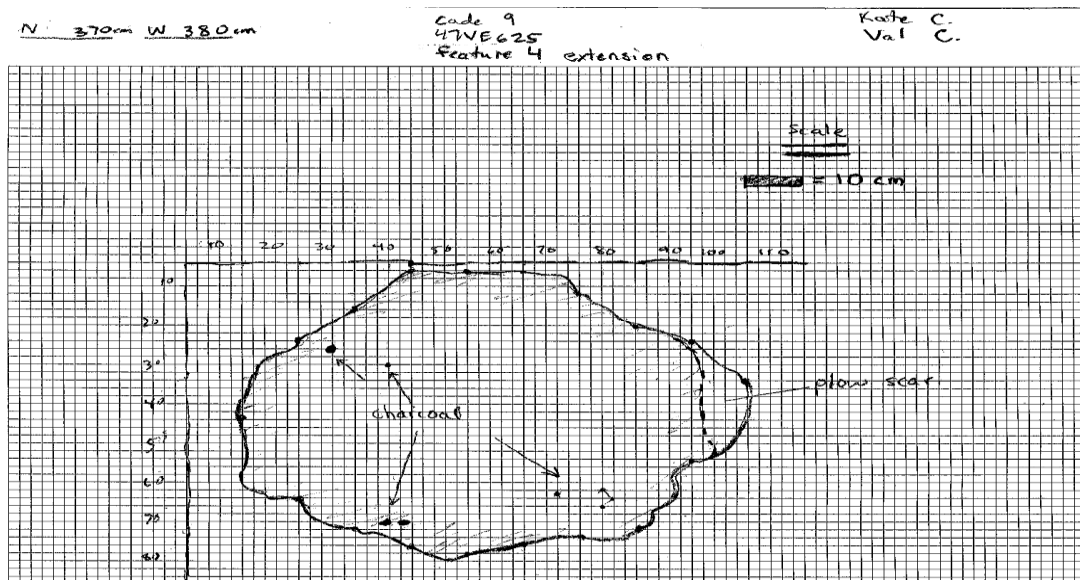 N 370cm W 380cm
Code 9
47VE625
feature 4 extension
Kate C.
Val C.
Scale
= 10 cm
10 20 30 40 50 60 70 80 90 100 110
10
20
30
40
50
60
70
80
charcoal
plow scar